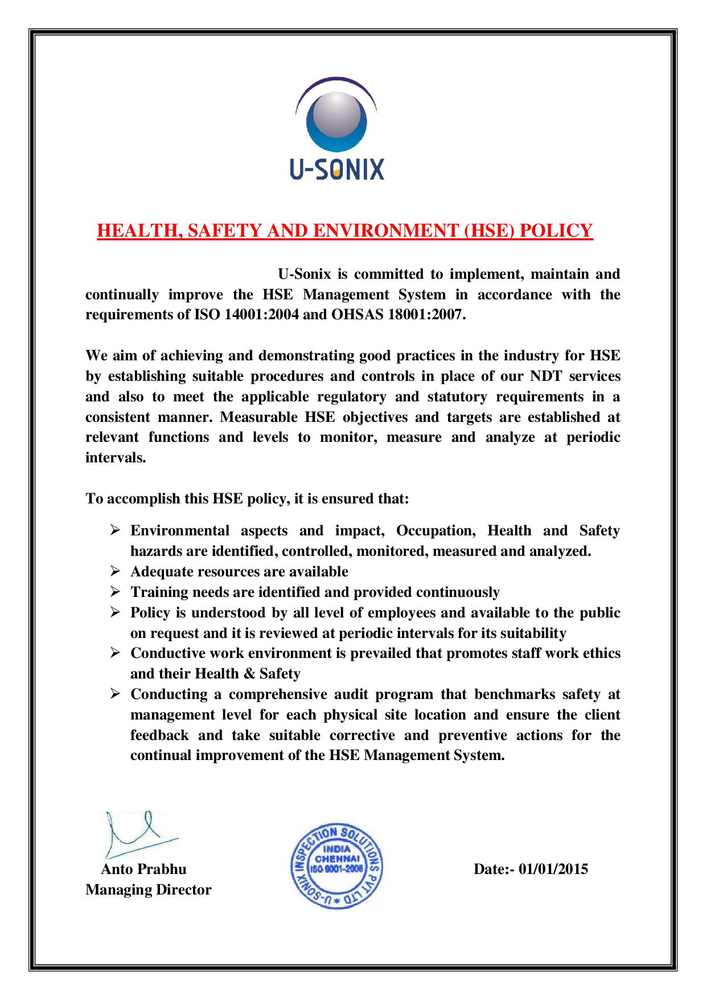 U-SONIX
HEALTH, SAFETY AND ENVIRONMENT (HSE) POLICY
U-Sonix is committed to implement, maintain and
continually improve the HSE Management System in accordance with the
requirements of ISO 14001:2004 and OHSAS 18001:2007.
We aim of achieving and demonstrating good practices in the industry for HSE
by establishing suitable procedures and controls in place of our NDT services
and also to meet the applicable regulatory and statutory requirements in a
consistent manner. Measurable HSE objectives and targets are established at
relevant functions and levels to monitor, measure and analyze at periodic
intervals.
To accomplish this HSE policy, it is ensured that:
➢ Environmental aspects and impact, Occupation, Health and Safety
hazards are identified, controlled, monitored, measured and analyzed.
➢ Adequate resources are available
➢ Training needs are identified and provided continuously
➢ Policy is understood by all level of employees and available to the public
on request and it is reviewed at periodic intervals for its suitability
➢ Conductive work environment is prevailed that promotes staff work ethics
and their Health & Safety
➢ Conducting a comprehensive audit program that benchmarks safety at
management level for each physical site location and ensure the client
feedback and take suitable corrective and preventive actions for the
continual improvement of the HSE Management System.
U-SONIX INSPECTION SOLUTIONS PVT LTD *
INDIA
CHENNAI
ISO 9001-2008
Anto Prabhu
Managing Director
Date:- 01/01/2015